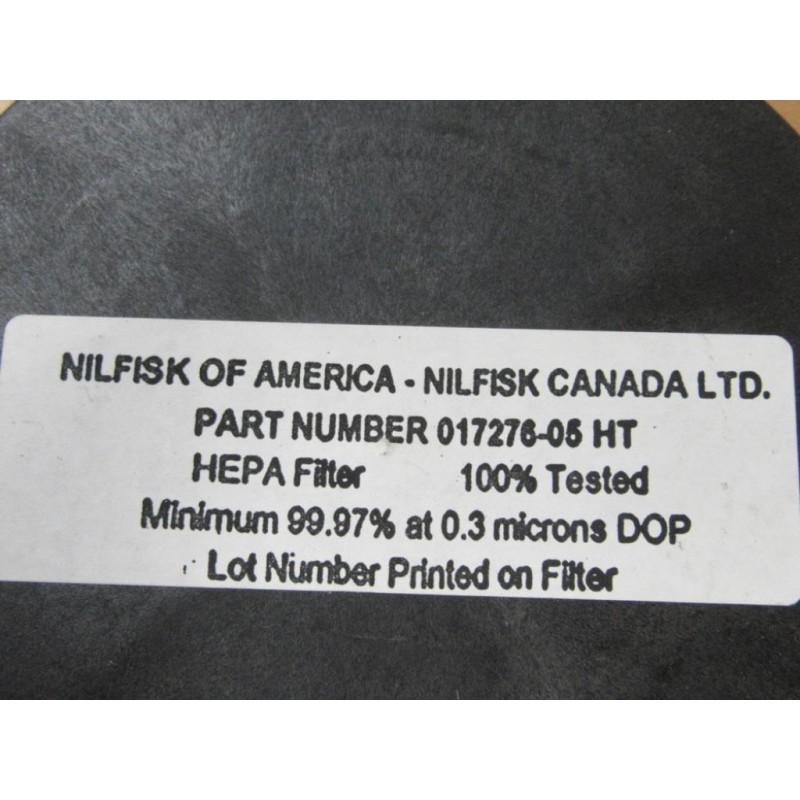 NILFISK OF AMERICA - NILFISK CANADA LTD.
PART NUMBER 017276-05 HT
HEPA Filter 100% Tested
Minimum 99.97% at 0.3 microns DOP
Lot Number Printed on Filter